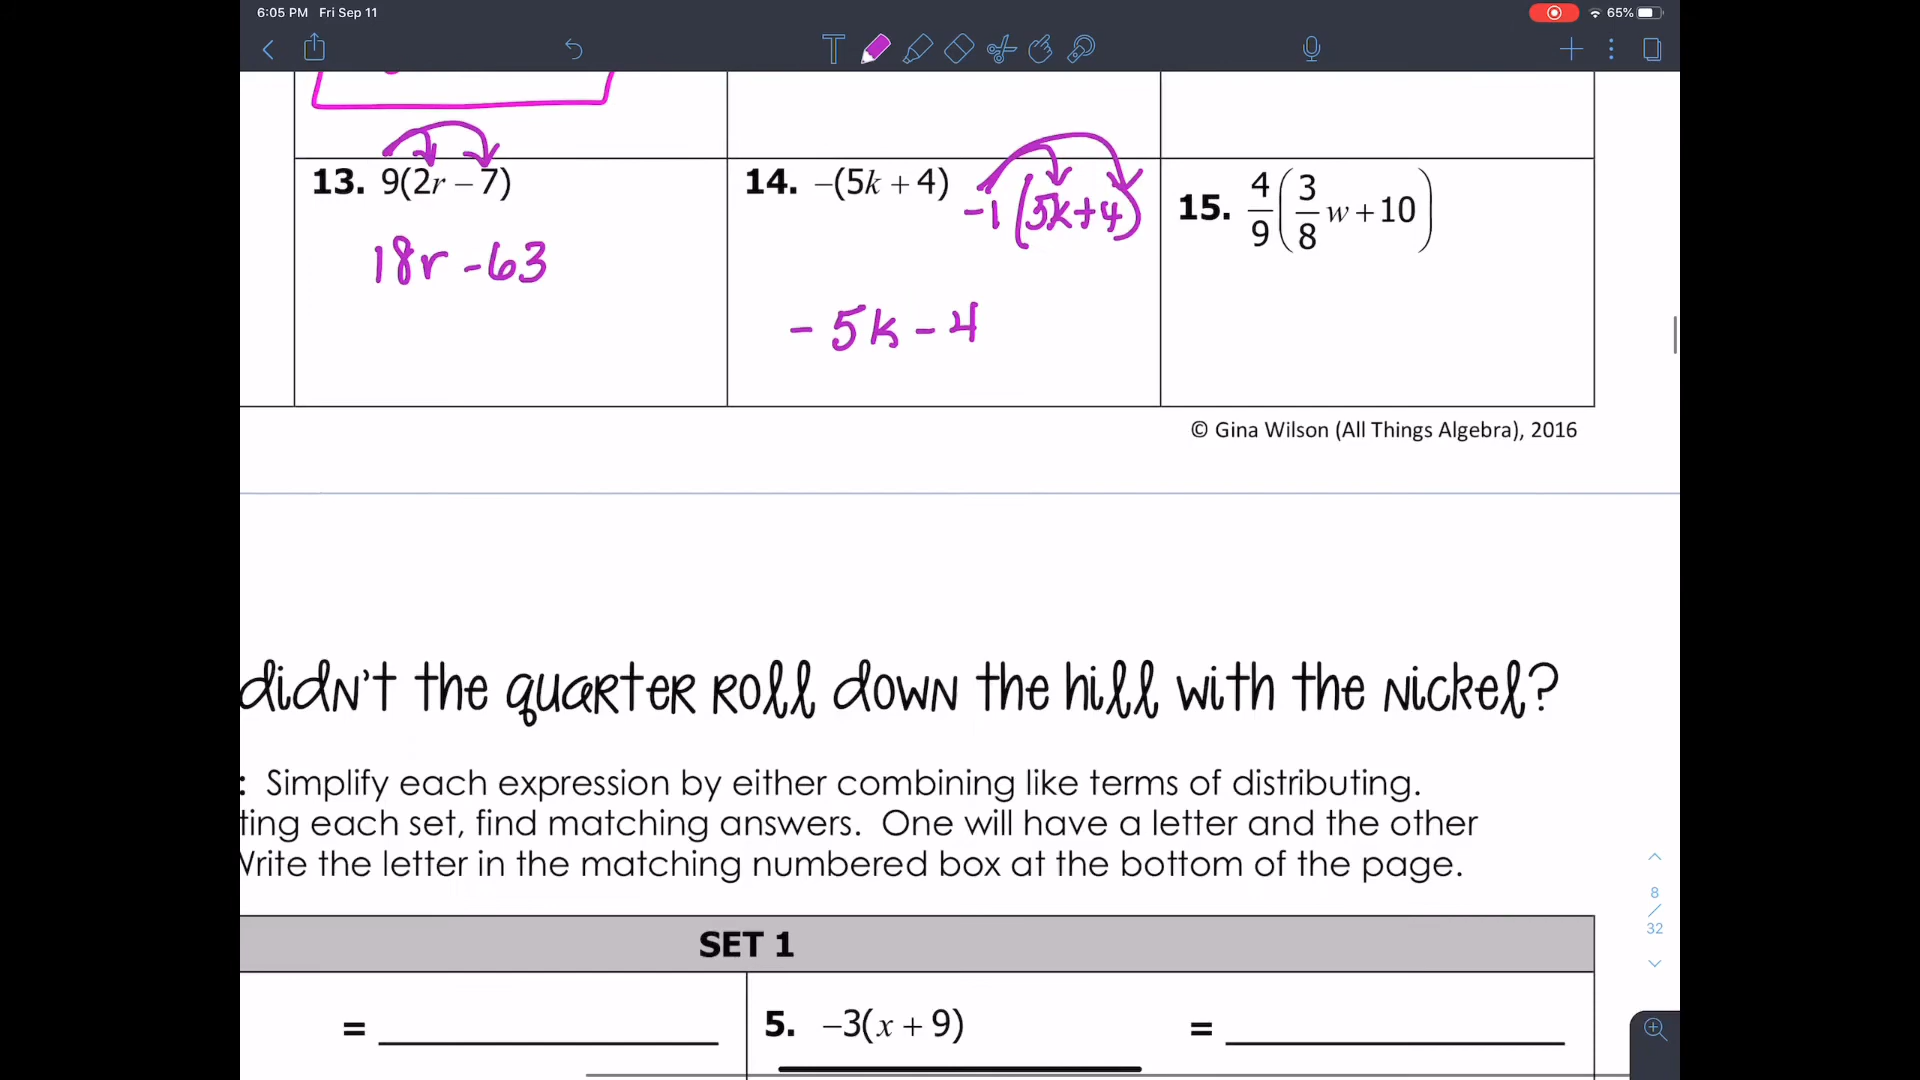 6:05 PM Fri Sep 11
65%
13. 9(2r – 7)
18r - 63
14. –(5k + 4)
-1 (5k+4)
- 5k - 4
15. 4/9 (3/8 w + 10)
© Gina Wilson (All Things Algebra), 2016
didn't the quarter roll down the hill with the nickel?
: Simplify each expression by either combining like terms of distributing.
ting each set, find matching answers. One will have a letter and the other
Write the letter in the matching numbered box at the bottom of the page.
SET 1
= ____
5. –3(x + 9) = ____
8
/
32